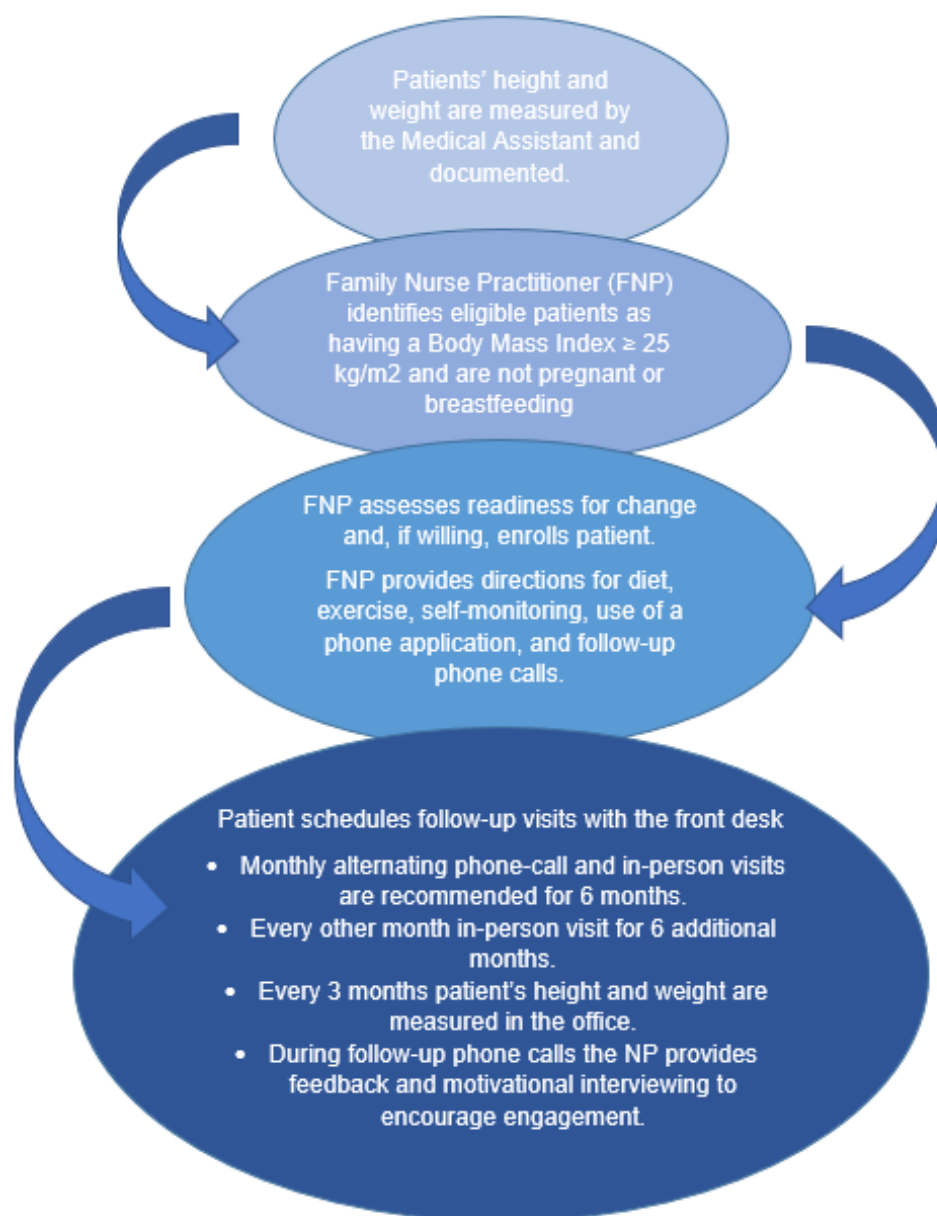 Patients’ height and
weight are measured by
the Medical Assistant and
documented.
Family Nurse Practitioner (FNP)
identifies eligible patients as
having a Body Mass Index ≥ 25
kg/m2 and are not pregnant or
breastfeeding
FNP assesses readiness for change
and, if willing, enrolls patient.
FNP provides directions for diet,
exercise, self-monitoring, use of a
phone application, and follow-up
phone calls.
Patient schedules follow-up visits with the front desk
• Monthly alternating phone-call and in-person visits
are recommended for 6 months.
• Every other month in-person visit for 6 additional
months.
• Every 3 months patient’s height and weight are
measured in the office.
• During follow-up phone calls the NP provides
feedback and motivational interviewing to
encourage engagement.